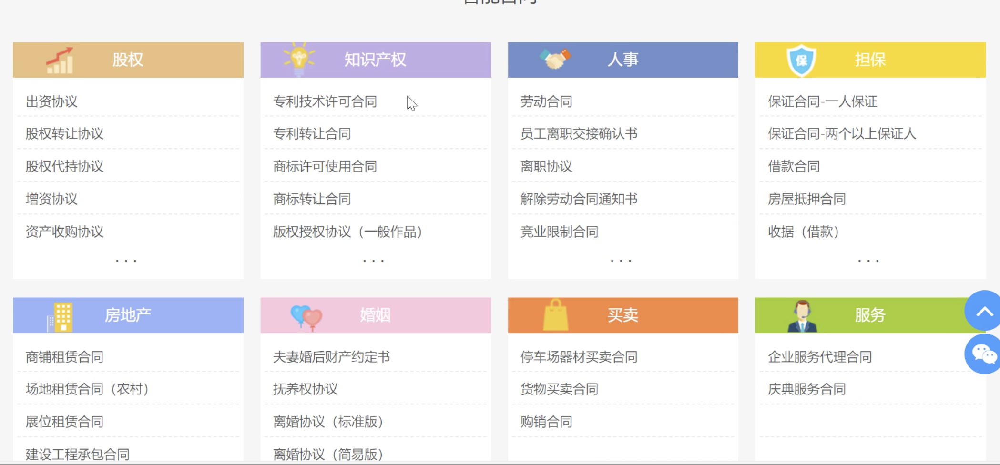 智能合同
股权
出资协议
股权转让协议
股权代持协议
增资协议
资产收购协议
...
知识产权
专利技术许可合同
专利转让合同
商标许可使用合同
商标转让合同
版权授权协议（一般作品）
...
人事
劳动合同
员工离职交接确认书
离职协议
解除劳动合同通知书
竞业限制合同
...
保
担保
保证合同-一人保证
保证合同-两个以上保证人
借款合同
房屋抵押合同
收据（借款）
...
房地产
商铺租赁合同
场地租赁合同（农村）
展位租赁合同
建设工程承包合同
婚姻
夫妻婚后财产约定书
抚养权协议
离婚协议（标准版）
离婚协议（简易版）
买卖
停车场器材买卖合同
货物买卖合同
购销合同
服务
企业服务代理合同
庆典服务合同